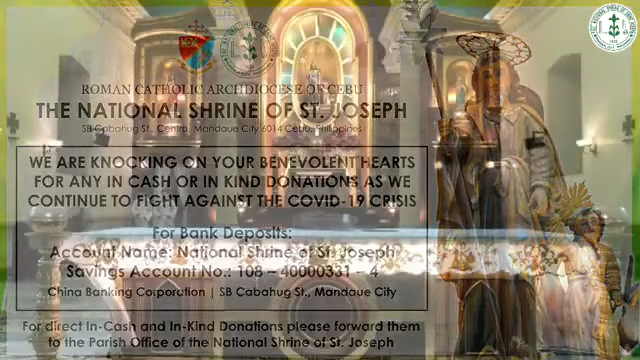 ROMAN CATHOLIC ARCHDIOCESE OF CEBU
THE NATIONAL SHRINE OF ST. JOSEPH
SB Cabahug St., Centro, Mandaue City 6014 Cebu, Philippines
WE ARE KNOCKING ON YOUR BENEVOLENT HEARTS
FOR ANY IN CASH OR IN KIND DONATIONS AS WE
CONTINUE TO FIGHT AGAINST THE COVID-19 CRISIS
For Bank Deposits:
Account Name: National Shrine of St. Joseph
Savings Account No.: 108 – 40000331 – 4
China Banking Corporation | SB Cabahug St., Mandaue City
For direct In-Cash and In-Kind Donations please forward them
to the Parish Office of the National Shrine of St. Joseph